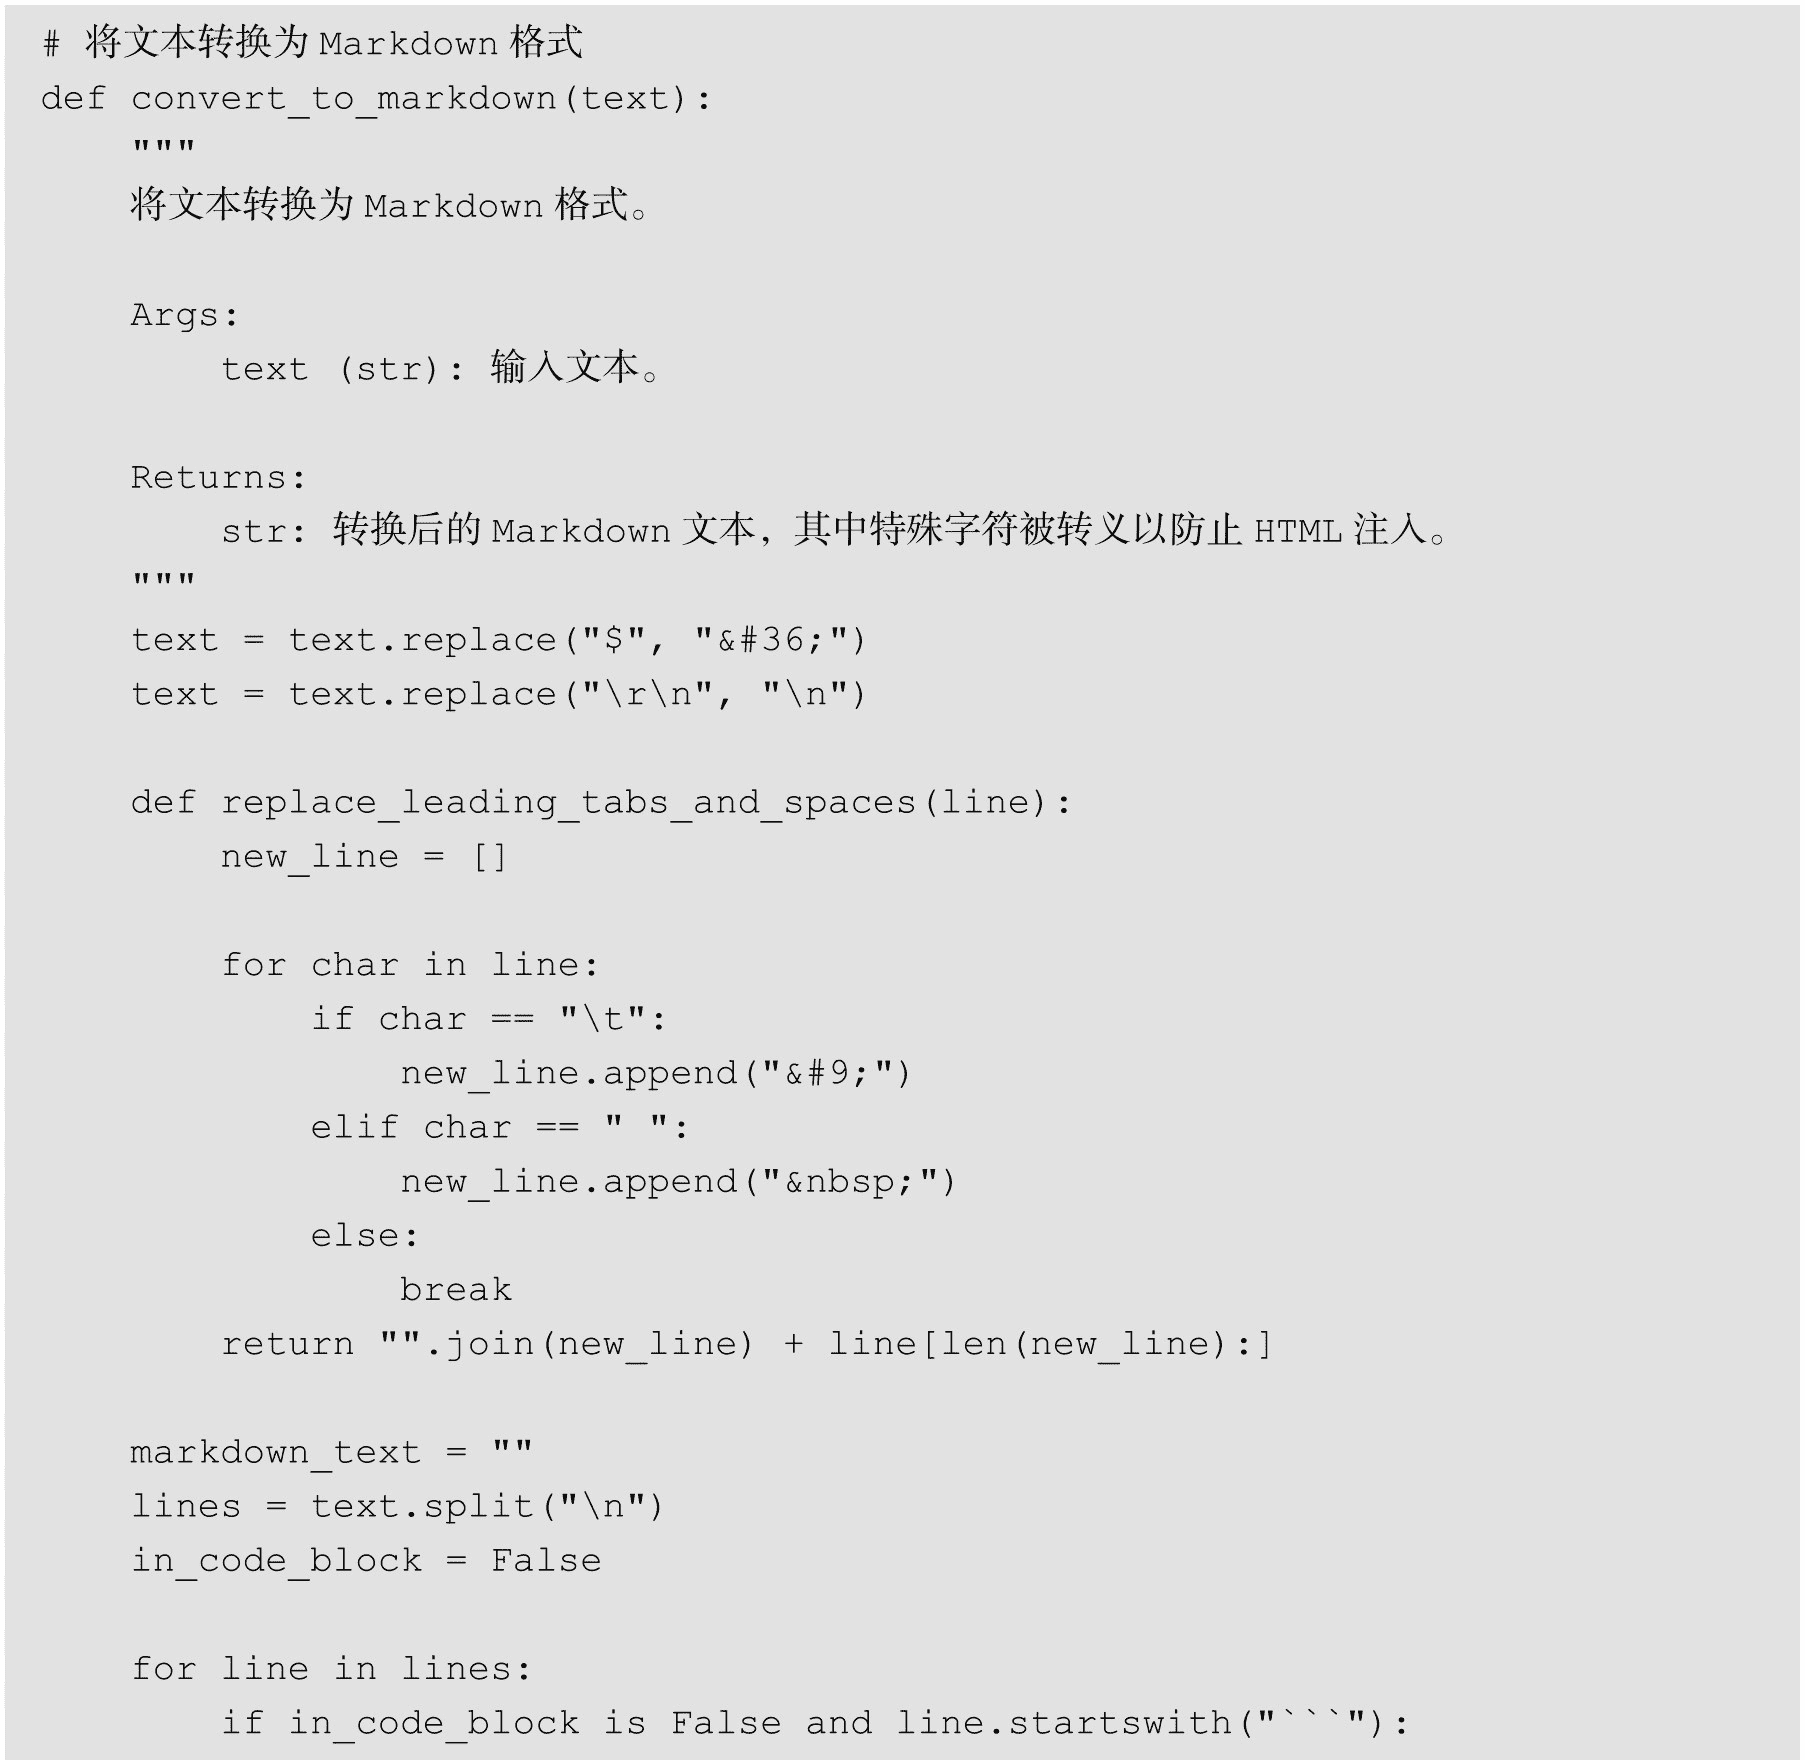 # 将文本转换为 Markdown 格式
def convert_to_markdown(text):
    """
    将文本转换为 Markdown 格式。

    Args:
        text (str): 输入文本。

    Returns:
        str: 转换后的 Markdown 文本, 其中特殊字符被转义以防止 HTML 注入。
    """
    text = text.replace("$", "&#36;")
    text = text.replace("\r\n", "\n")

    def replace_leading_tabs_and_spaces(line):
        new_line = []

        for char in line:
            if char == "\t":
                new_line.append("&#9;")
            elif char == " ":
                new_line.append("&nbsp;")
            else:
                break
        return "".join(new_line) + line[len(new_line):]

    markdown_text = ""
    lines = text.split("\n")
    in_code_block = False

    for line in lines:
        if in_code_block is False and line.startswith("```"):